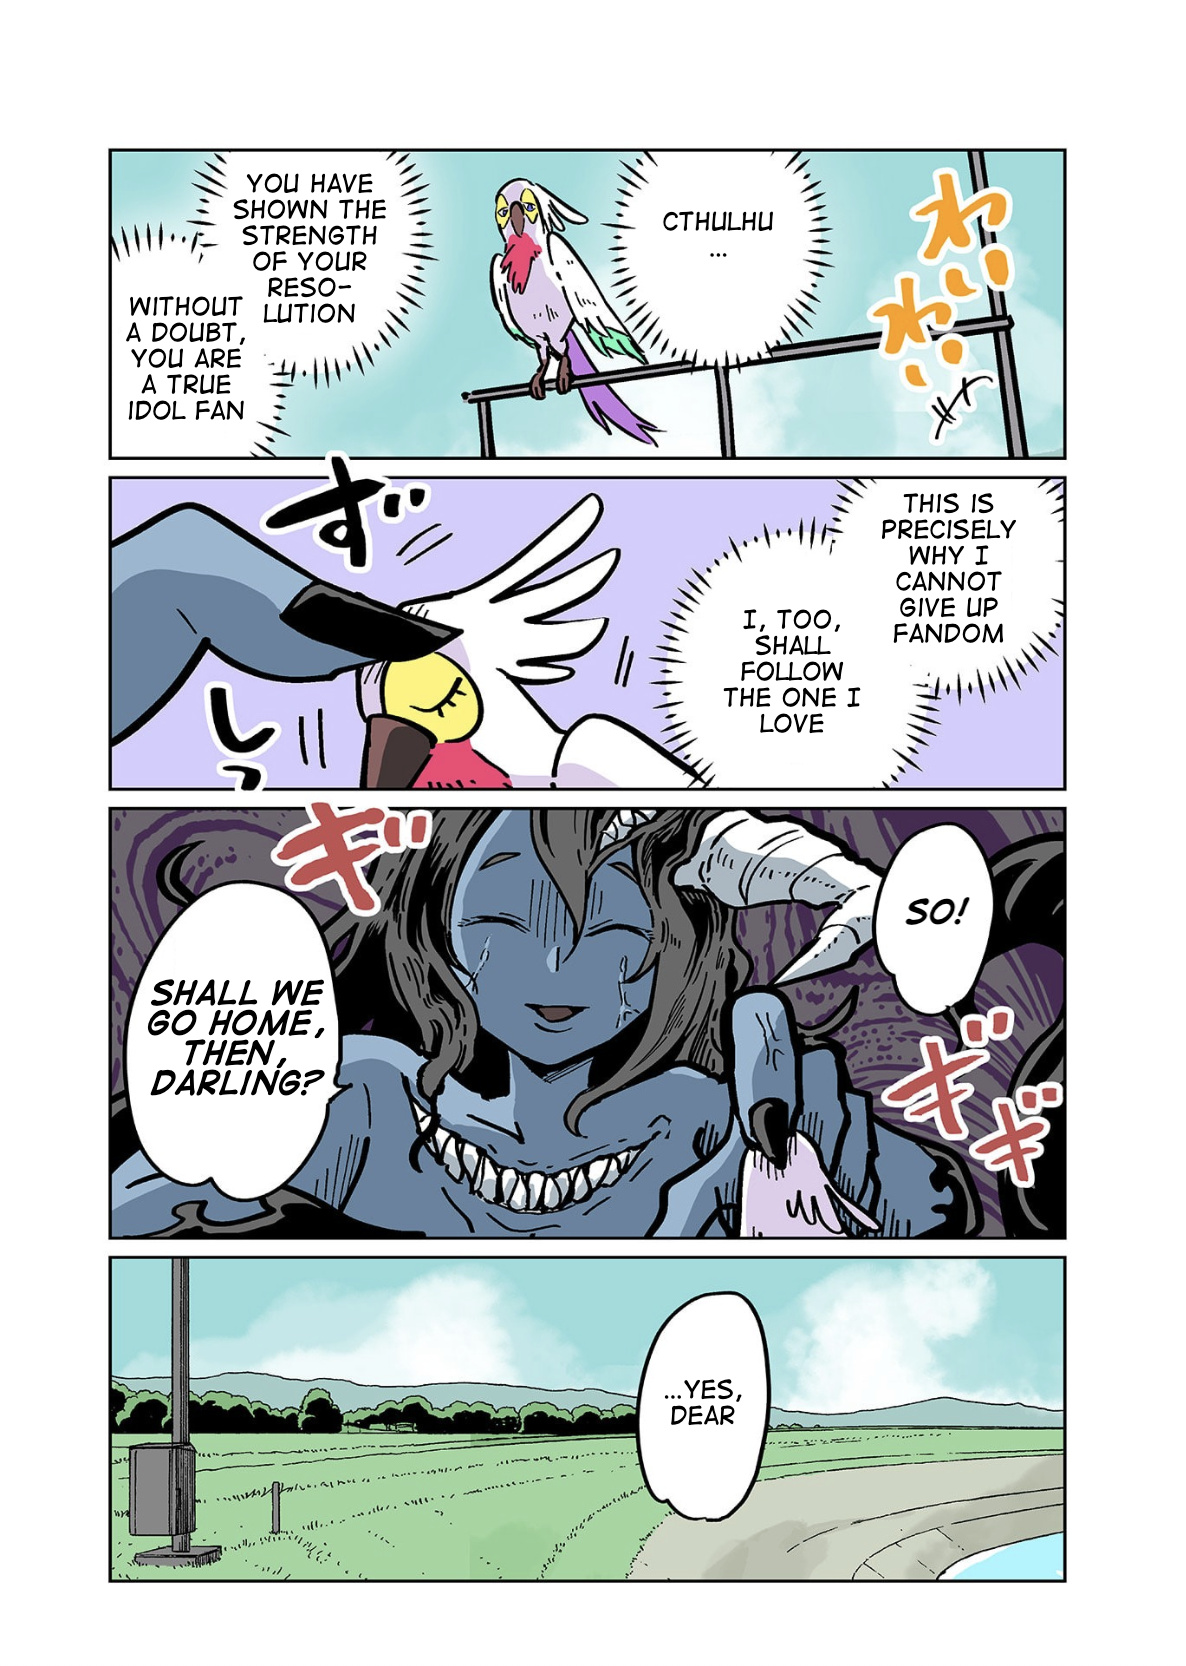 わい
わい
CTHULHU
...
YOU HAVE
SHOWN THE
STRENGTH
OF YOUR
RESO-
LUTION
WITHOUT
A DOUBT,
YOU ARE
A TRUE
IDOL FAN
THIS IS
PRECISELY
WHY I
CANNOT
GIVE UP
FANDOM
I, TOO,
SHALL
FOLLOW
THE ONE I
LOVE
ず
しっ
SO!
ギ
ギギ
SHALL WE
GO HOME,
THEN,
DARLING?
...YES,
DEAR